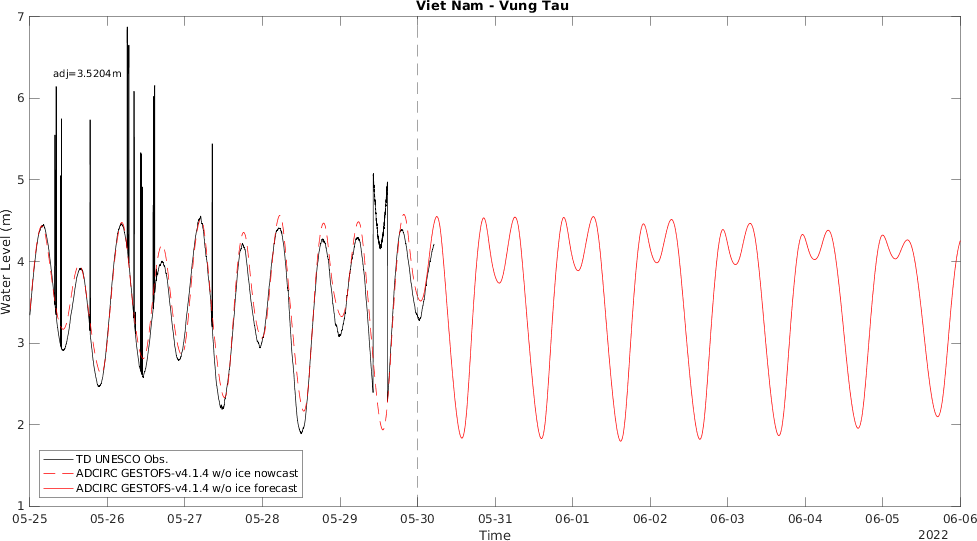 Viet Nam - Vung Tau
7
adj=3.5204m
6
5
4
3
2
1
Water Level (m)
TD UNESCO Obs.
ADCIRC GESTOFS-v4.1.4 w/o ice nowcast
ADCIRC GESTOFS-v4.1.4 w/o ice forecast
05-25 05-26 05-27 05-28 05-29 05-30 05-31 06-01 06-02 06-03 06-04 06-05 06-06
Time
2022